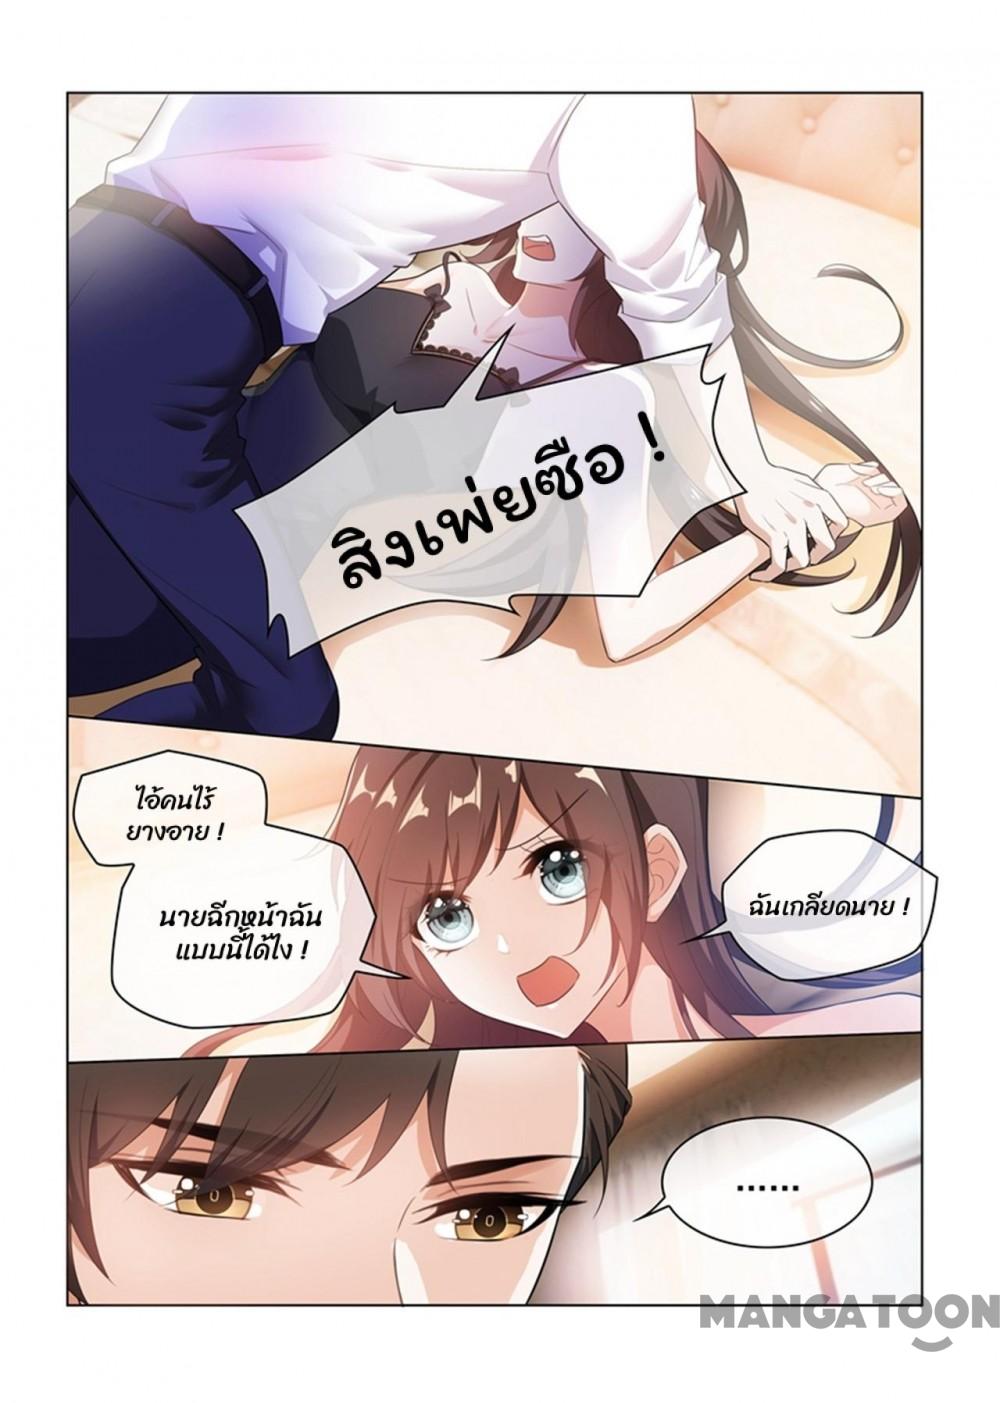 สิงเพ่ยซือ !
ไอ้คนไร้
ยางอาย !
นายฉีกหน้าฉัน
แบบนี้ได้ไง !
ฉันเกลียดนาย !
......
MANGATOON